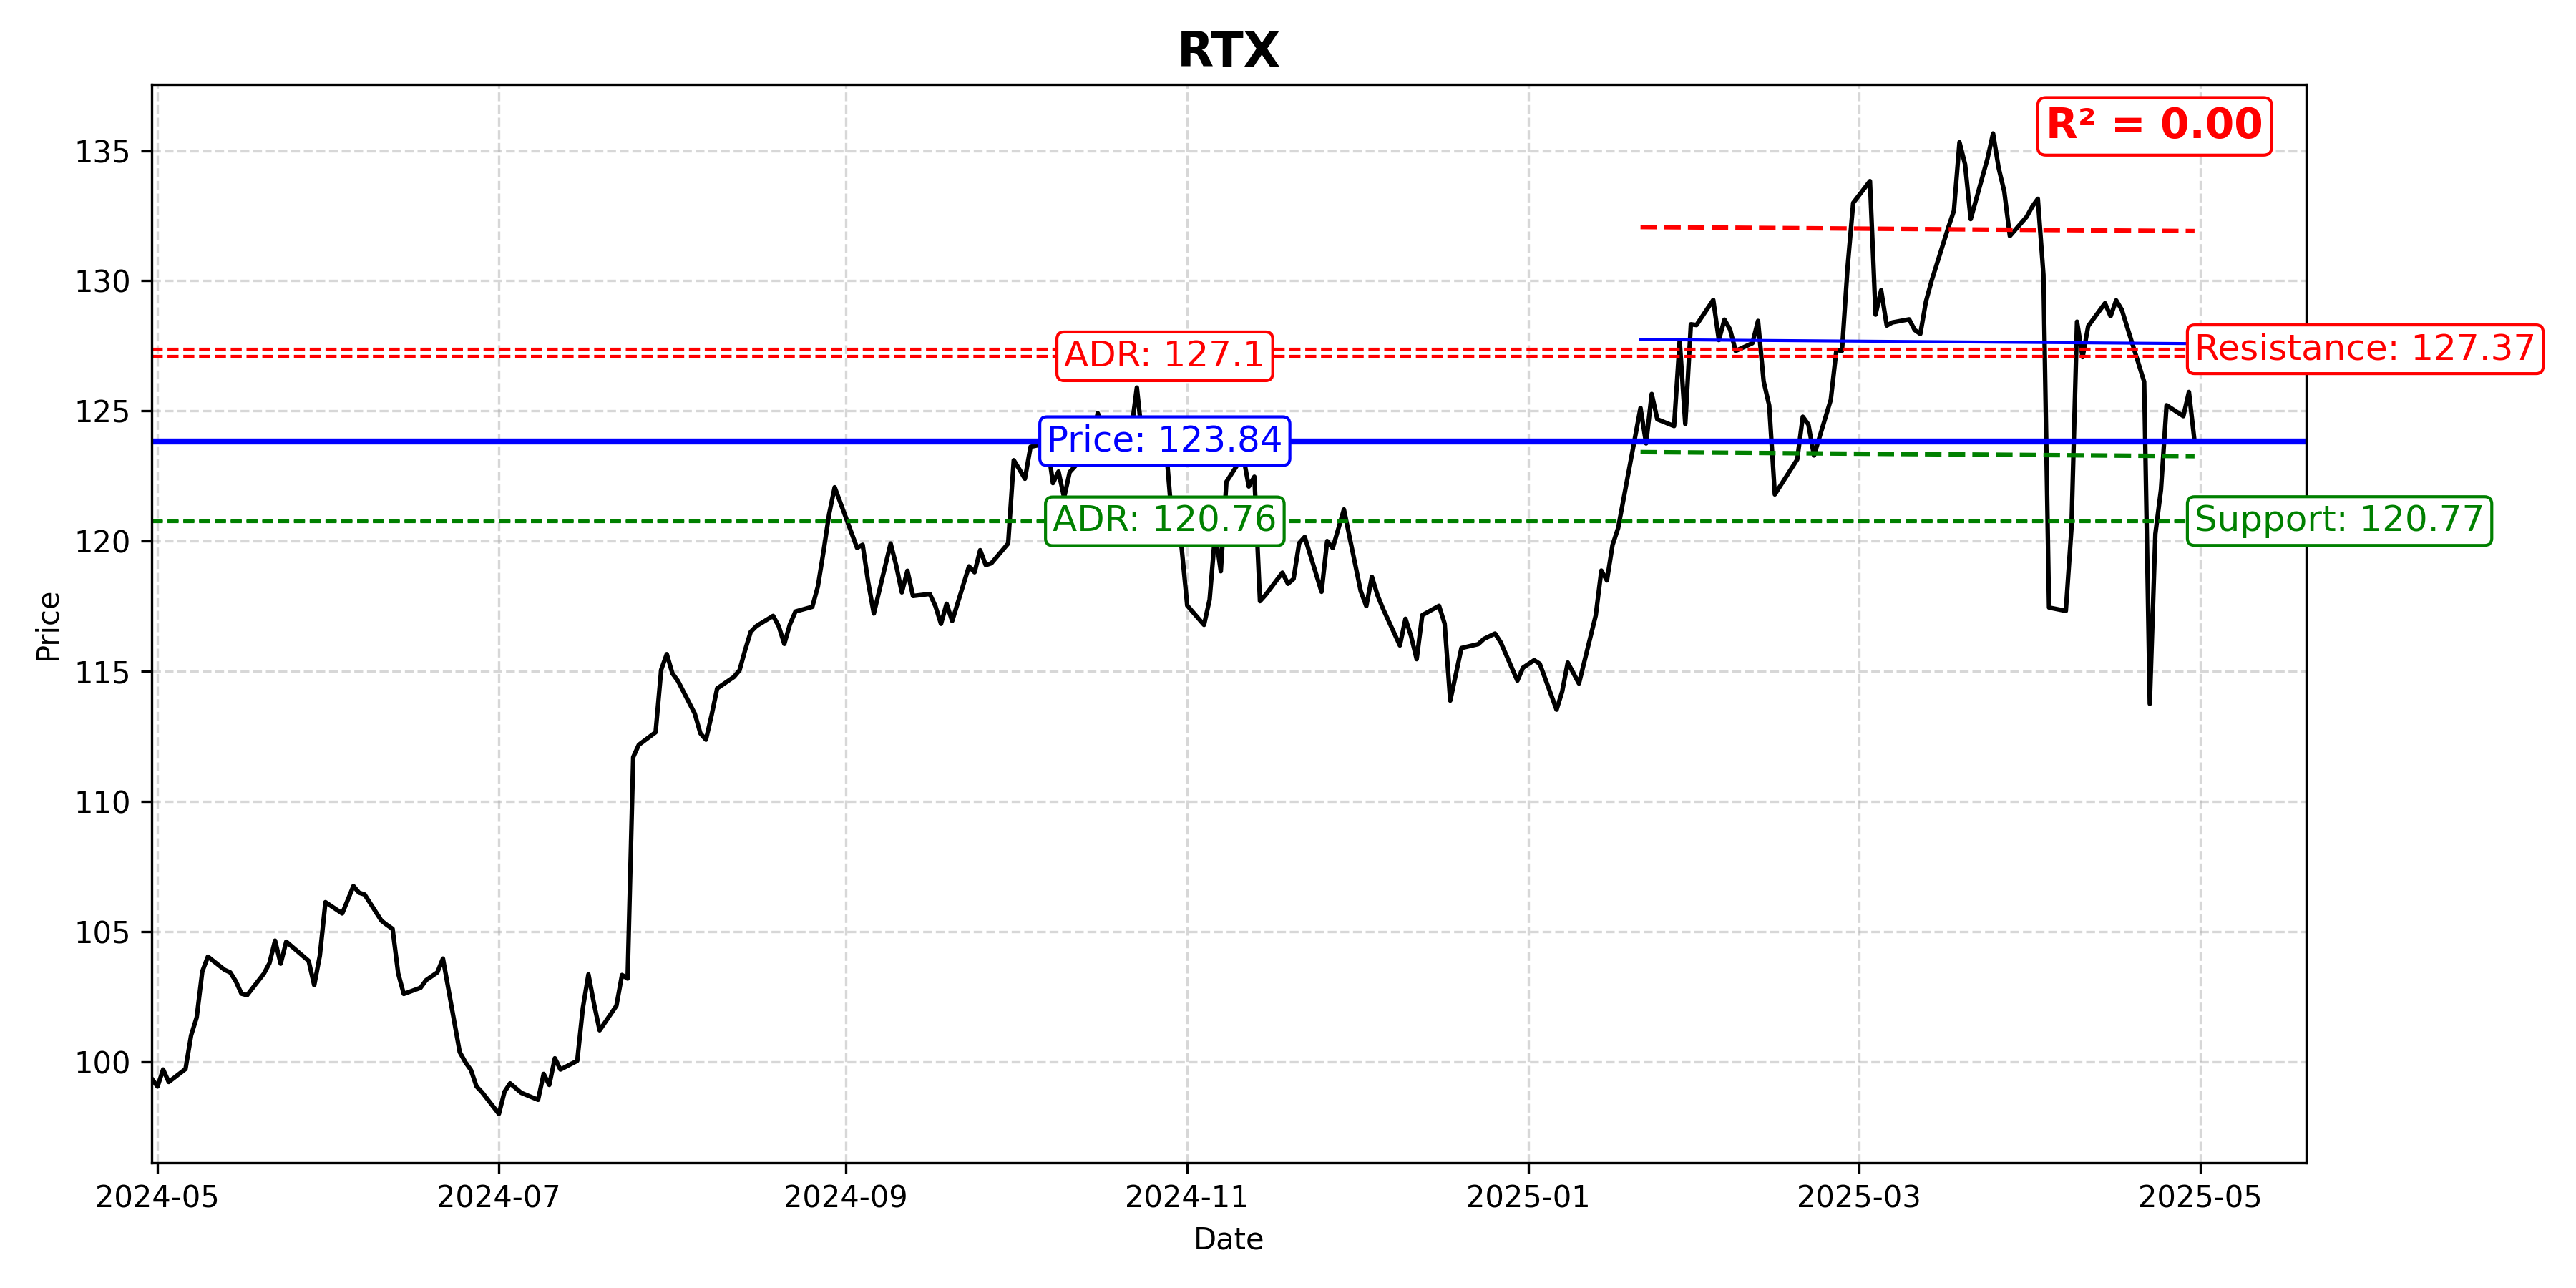 RTX
R² = 0.00
135
130
125
120
115
110
105
100
Price
ADR: 127.1
Resistance: 127.37
Price: 123.84
ADR: 120.76
Support: 120.77
2024-05
2024-07
2024-09
2024-11
2025-01
2025-03
2025-05
Date